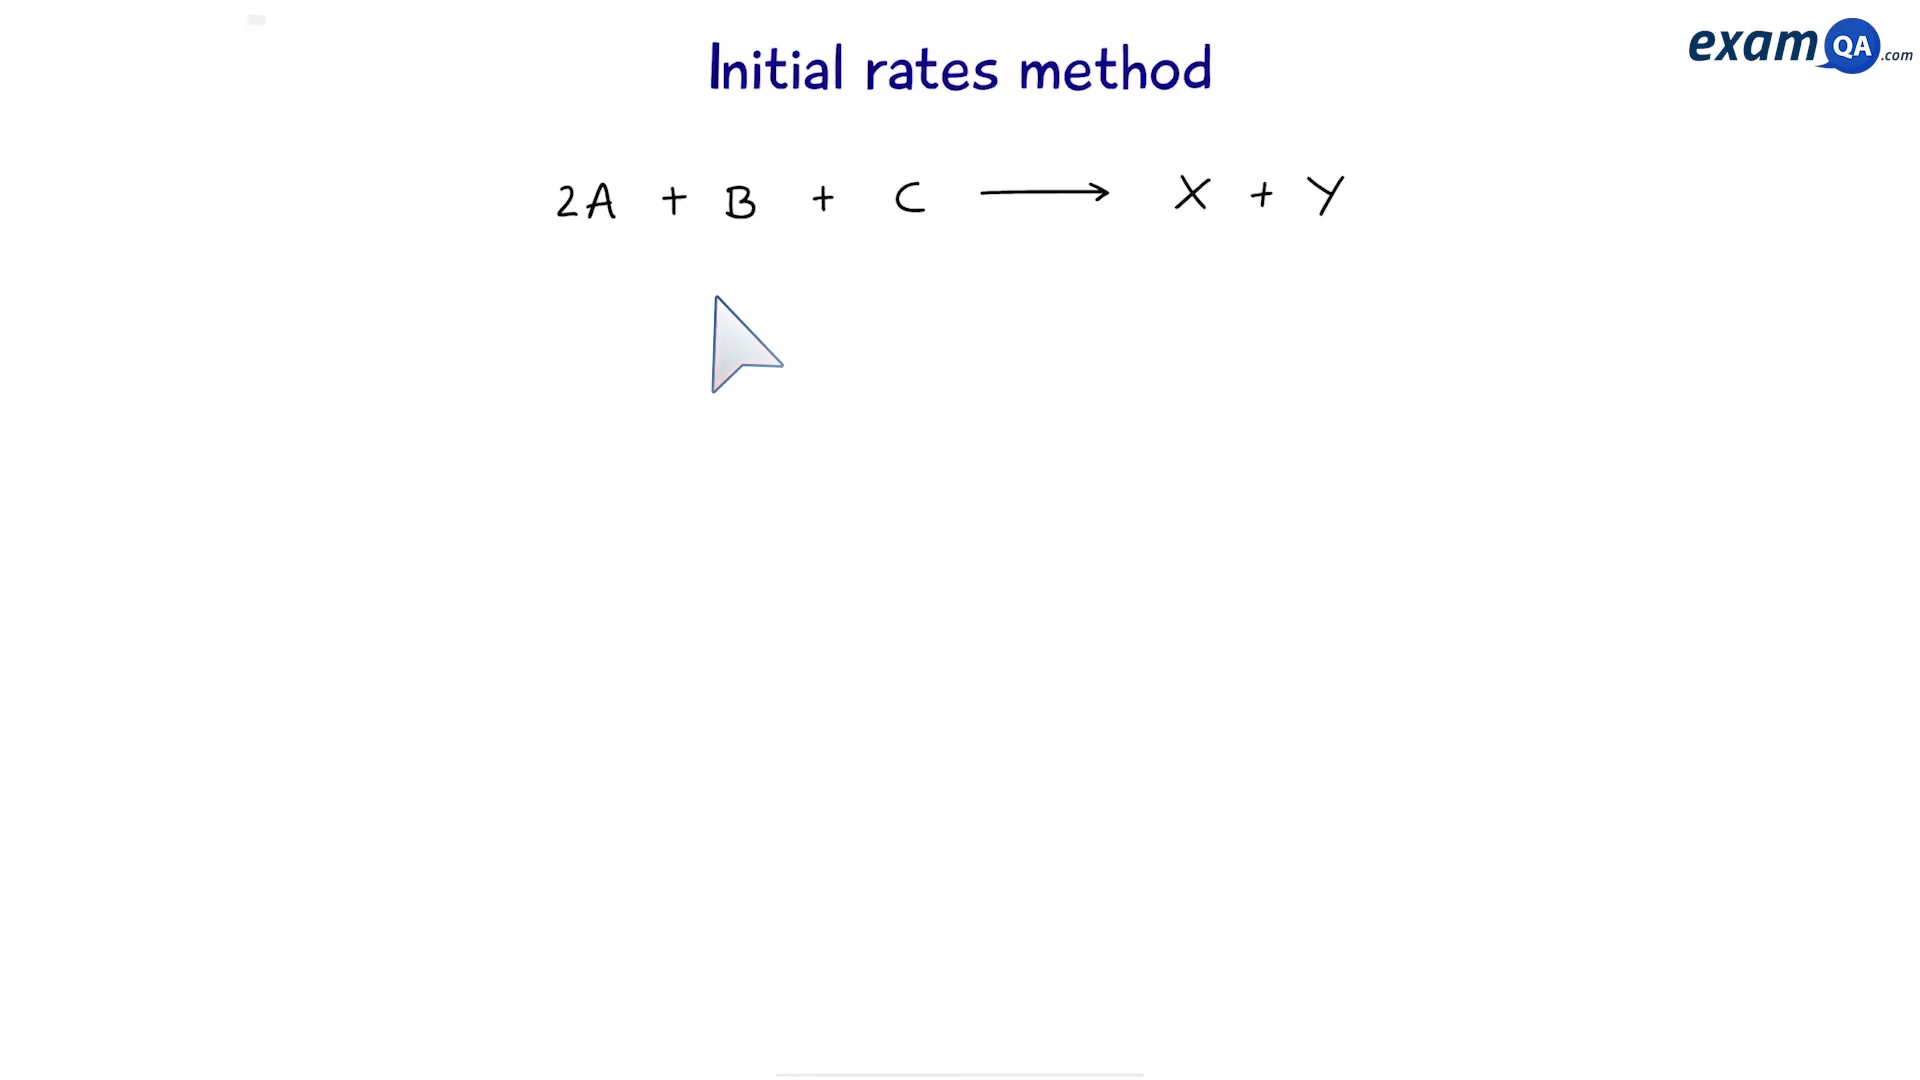 examQA.com
Initial rates method
2A + B + C ⟶ X + Y